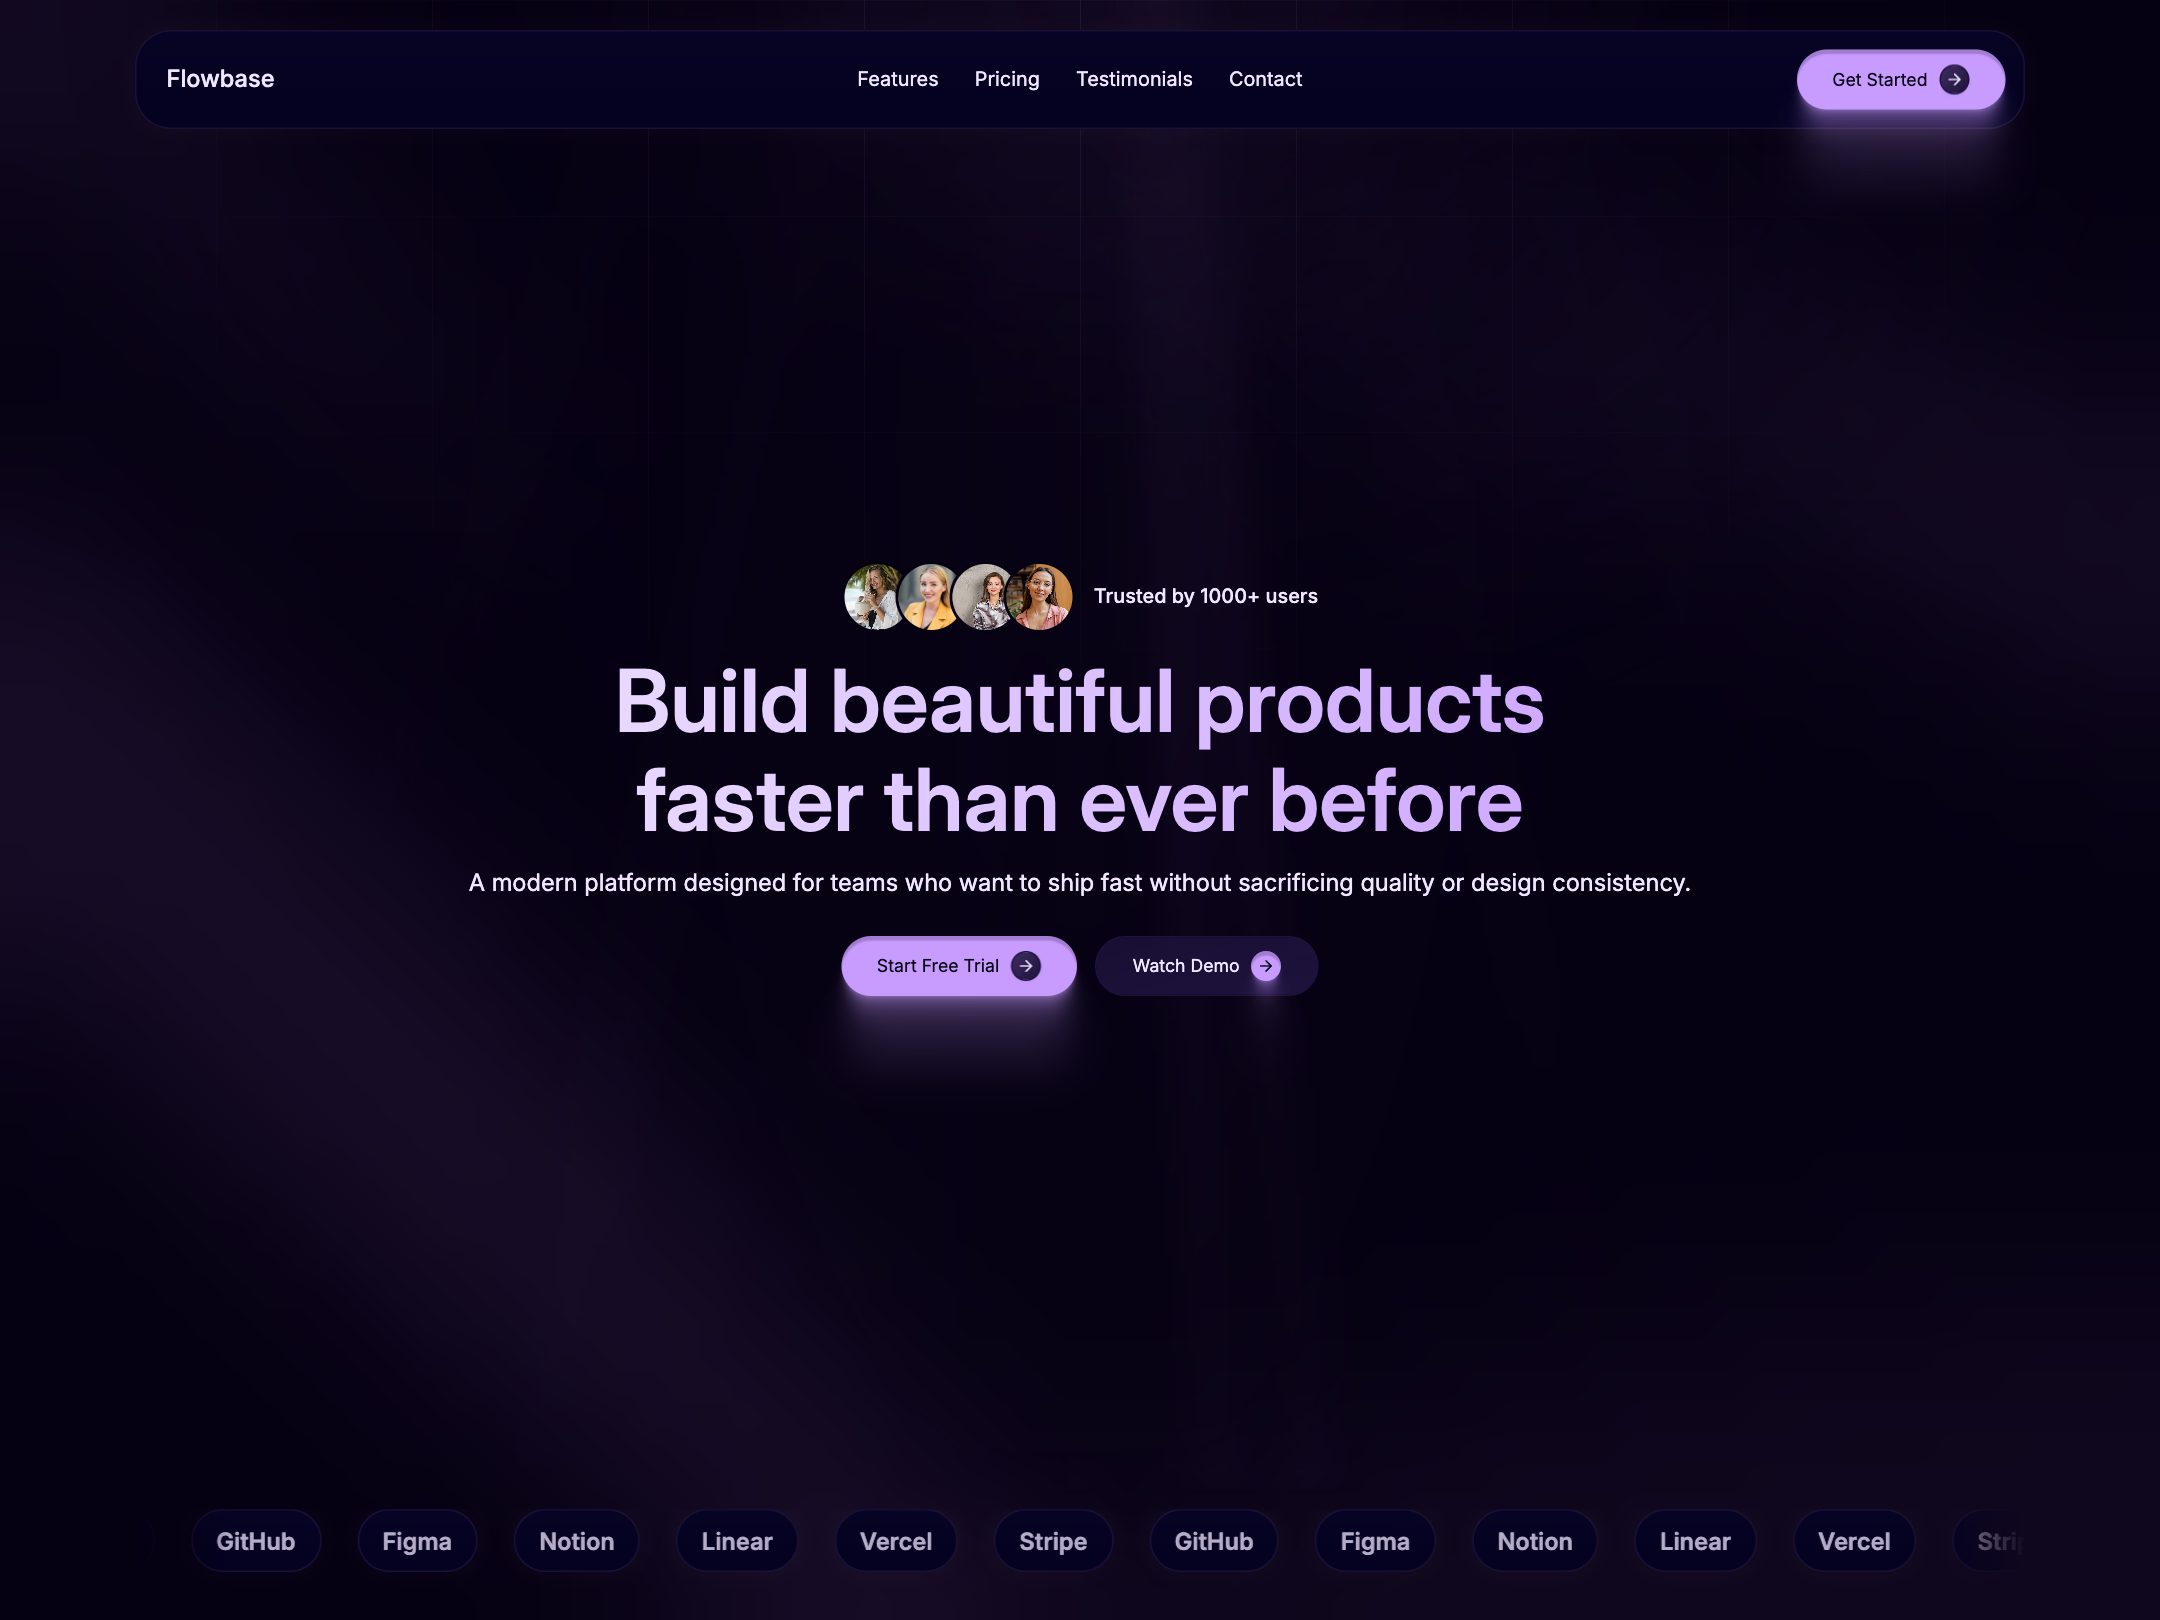 Flowbase
Features Pricing Testimonials Contact
Get Started
Trusted by 1000+ users
Build beautiful products
faster than ever before
A modern platform designed for teams who want to ship fast without sacrificing quality or design consistency.
Start Free Trial
Watch Demo
GitHub Figma Notion Linear Vercel Stripe GitHub Figma Notion Linear Vercel